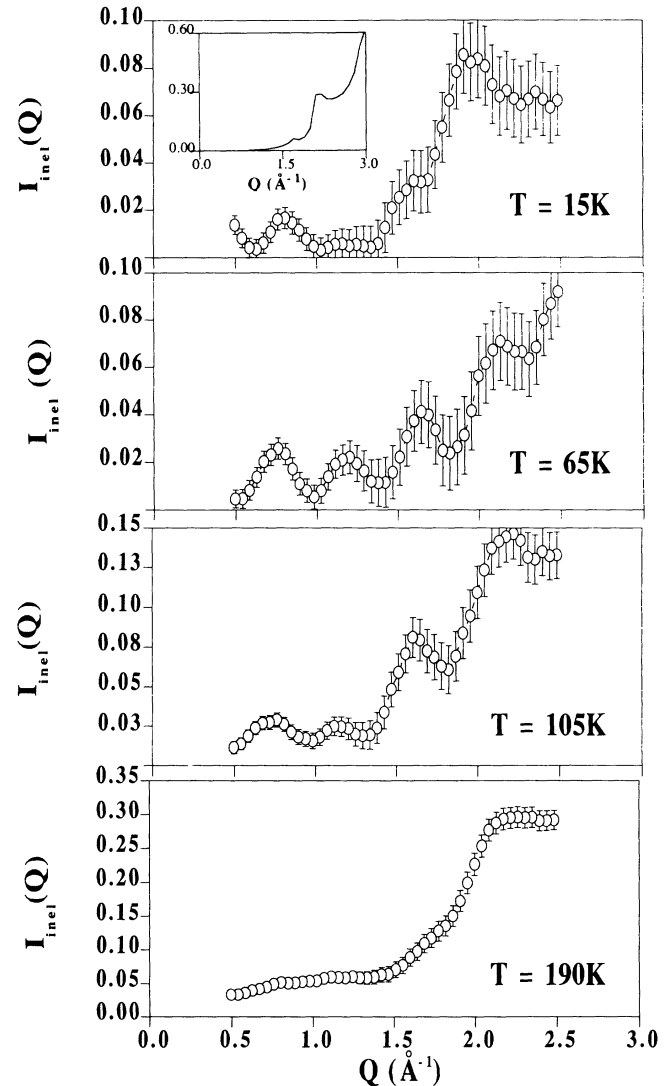 0.10
0.08
0.06
0.04
0.02
I_inel(Q)
0.60
0.30
0.00
0.0 1.5 3.0
Q (Å⁻¹)
T = 15K
0.10
0.08
0.06
0.04
0.02
I_inel (Q)
T = 65K
0.15
0.13
0.10
0.08
0.05
0.03
I_inel(Q)
T = 105K
0.35
0.30
0.25
0.20
0.15
0.10
0.05
0.00
I_inel(Q)
T = 190K
0.0 0.5 1.0 1.5 2.0 2.5 3.0
Q (Å⁻¹)